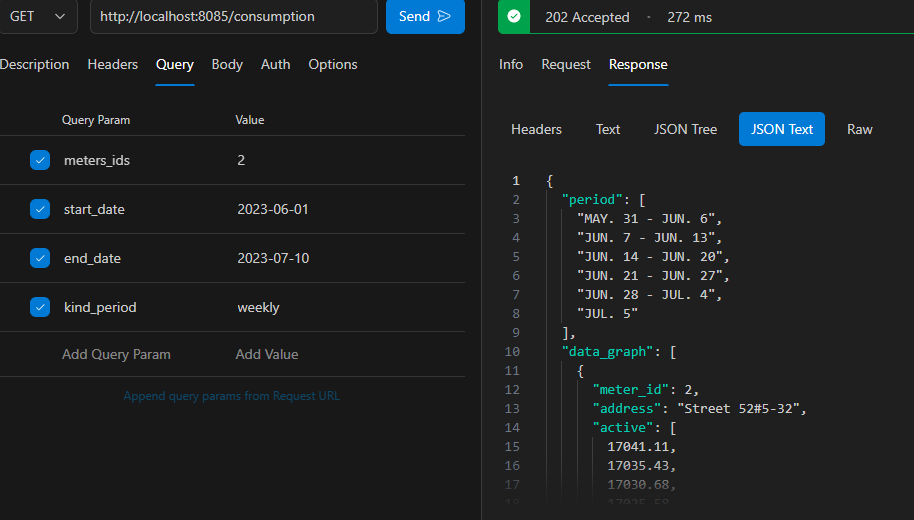 GET http://localhost:8085/consumption Send
Description Headers Query Body Auth Options
Query Param Value
meters_ids 2
start_date 2023-06-01
end_date 2023-07-10
kind_period weekly
Add Query Param Add Value
Append query params from Request URL
202 Accepted · 272 ms
Info Request Response
Headers Text JSON Tree JSON Text Raw
1 {
2 "period": [
3 "MAY. 31 - JUN. 6",
4 "JUN. 7 - JUN. 13",
5 "JUN. 14 - JUN. 20",
6 "JUN. 21 - JUN. 27",
7 "JUN. 28 - JUL. 4",
8 "JUL. 5"
9 ],
10 "data_graph": [
11 {
12 "meter_id": 2,
13 "address": "Street 52#5-32",
14 "active": [
15 17041.11,
16 17035.43,
17 17030.68,
18